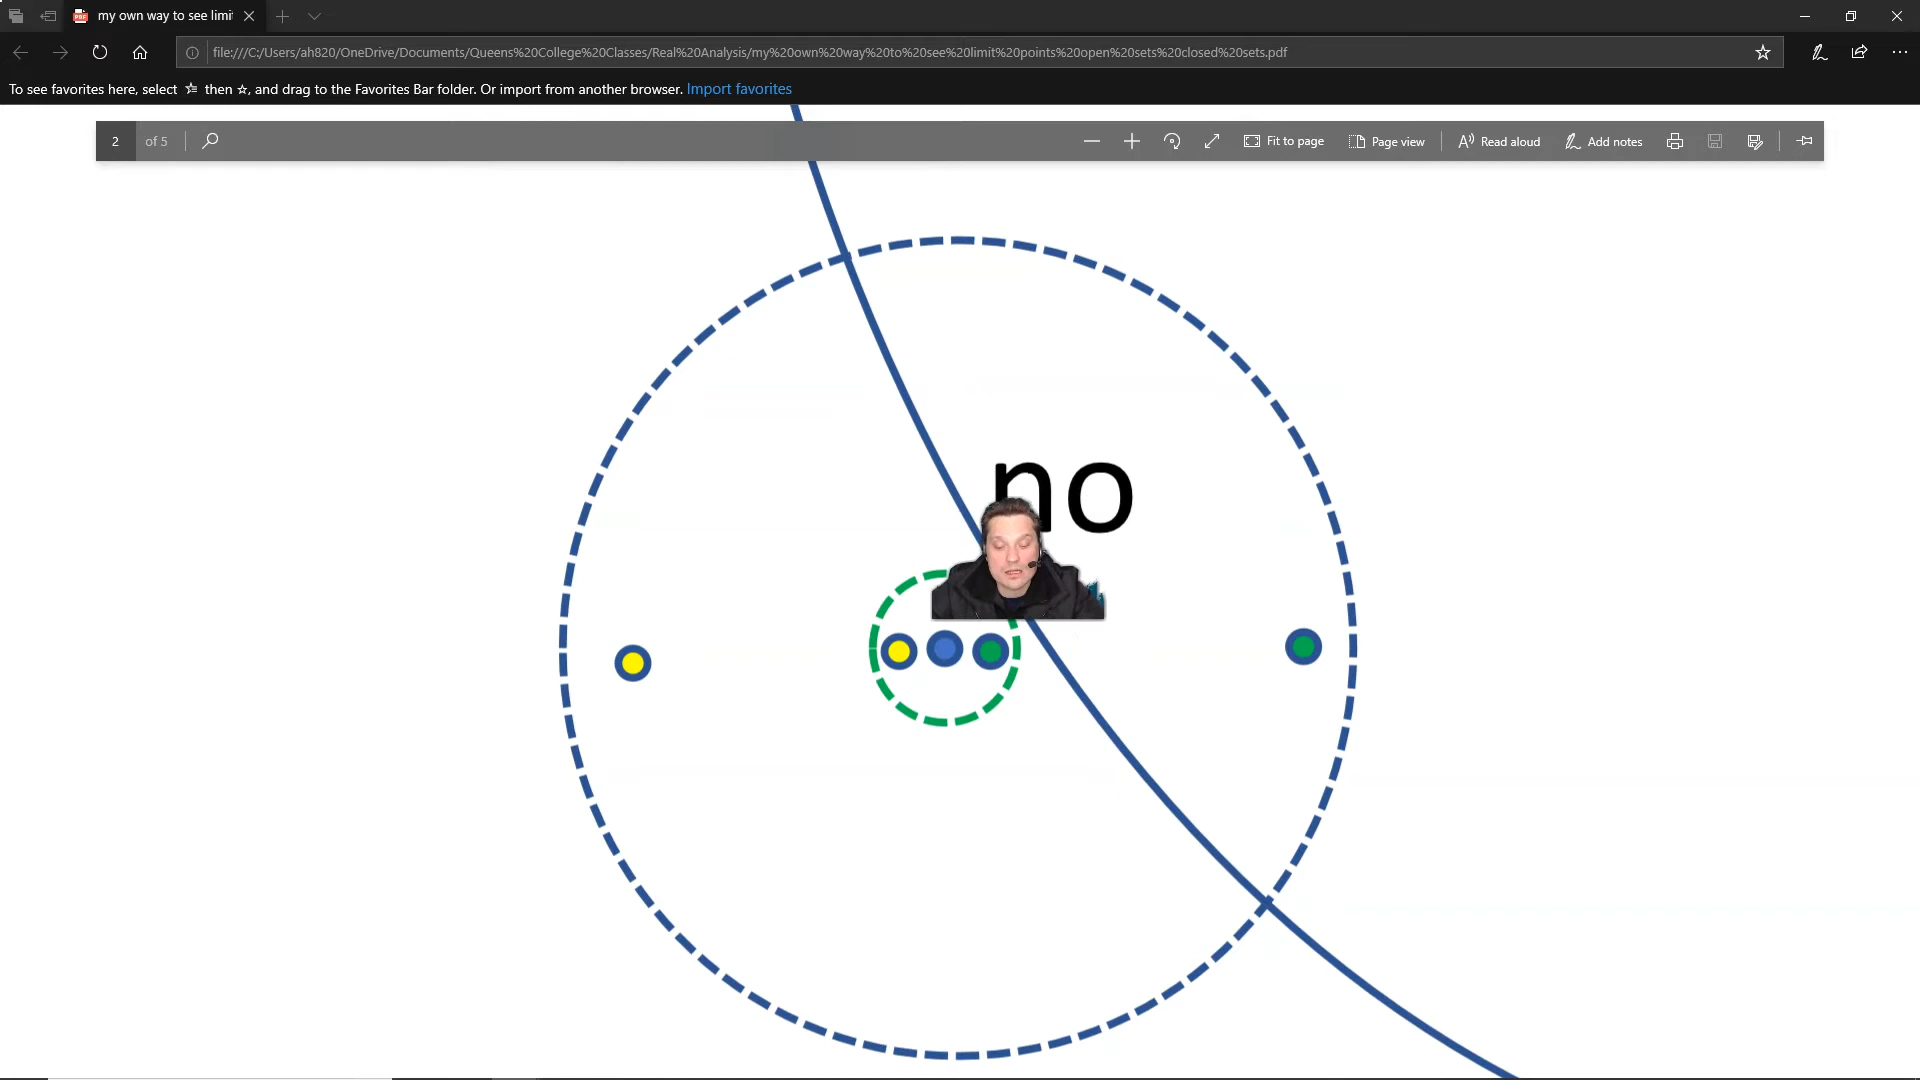 my own way to see limi
file:///C:/Users/ah820/OneDrive/Documents/Queens%20College%20Classes/Real%20Analysis/my%20own%20way%20to%20see%20limit%20points%20open%20sets%20closed%20sets.pdf
To see favorites here, select then ☆, and drag to the Favorites Bar folder. Or import from another browser. Import favorites
2 of 5 Fit to page Page view Read aloud Add notes
no